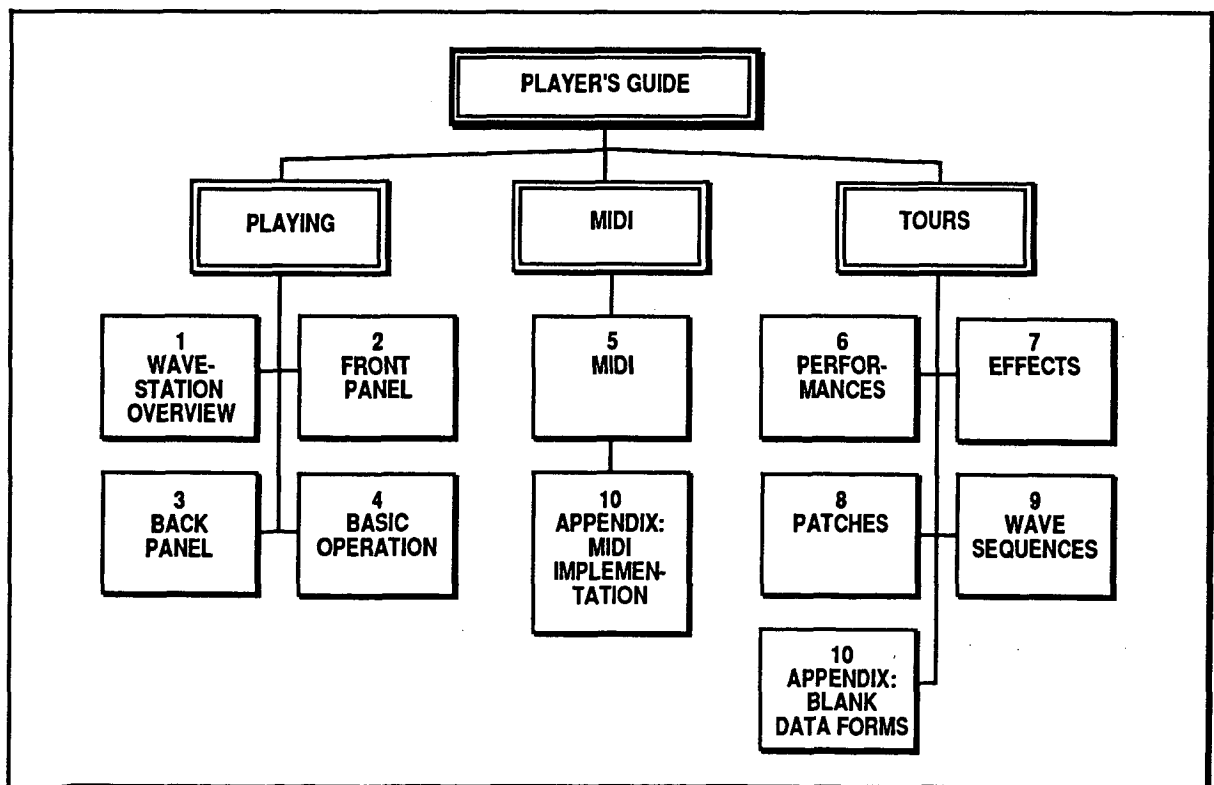 PLAYER'S GUIDE
PLAYING
MIDI
TOURS
1
WAVE-
STATION
OVERVIEW
2
FRONT
PANEL
5
MIDI
6
PERFOR-
MANCES
7
EFFECTS
3
BACK
PANEL
4
BASIC
OPERATION
10
APPENDIX:
MIDI
IMPLEMEN-
TATION
8
PATCHES
9
WAVE
SEQUENCES
10
APPENDIX:
BLANK
DATA FORMS